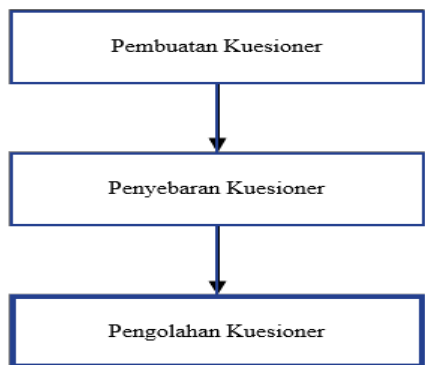 Pembuatan Kuesioner
Penyebaran Kuesioner
Pengolahan Kuesioner